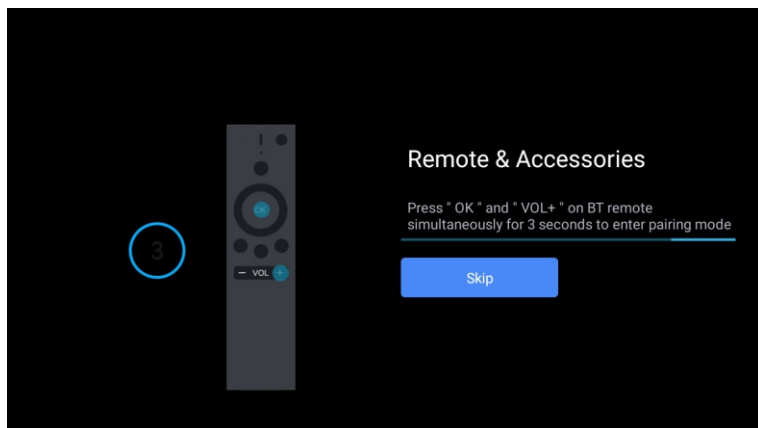 Remote & Accessories
Press " OK " and " VOL+ " on BT remote
simultaneously for 3 seconds to enter pairing mode
3
OK
− VOL +
Skip